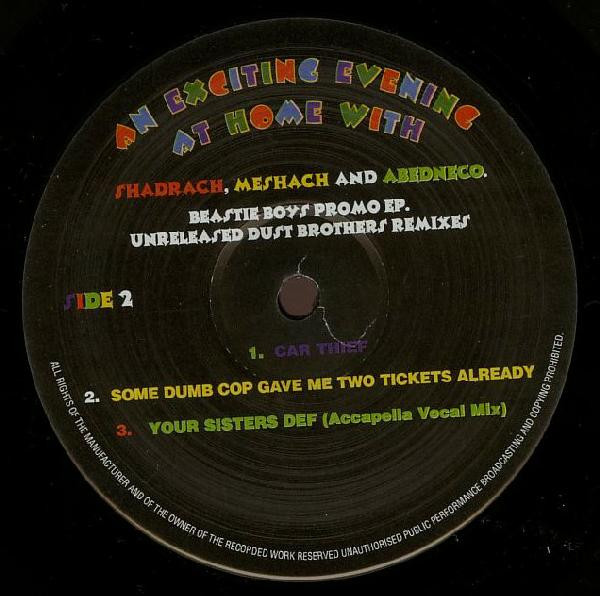 AN EXCITING EVENING
AT HOME WITH
SHADRACH, MESHACH AND ABEDNEGO.
BEASTIE BOYS PROMO EP.
UNRELEASED DUST BROTHERS REMIXES
SIDE 2
1. CAR THIEF
2. SOME DUMB COP GAVE ME TWO TICKETS ALREADY
3. YOUR SISTERS DEF (Accapella Vocal Mix)
ALL RIGHTS OF THE MANUFACTURER AND OF THE OWNER OF THE RECORDED WORK RESERVED UNAUTHORISED PUBLIC PERFORMANCE BROADCASTING AND COPYING PROHIBITED.